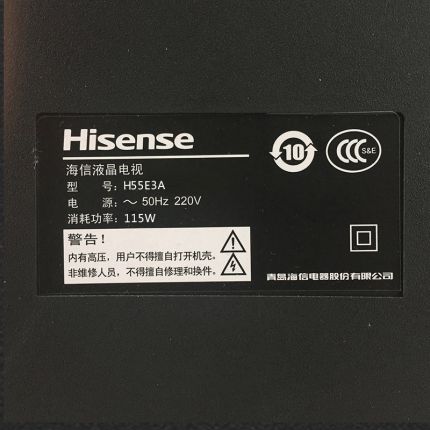 Hisense
海信液晶电视
型 号: H55E3A
电 源: ～ 50Hz 220V
消耗功率: 115W
警告！
内有高压，用户不得擅自打开机壳。
非维修人员，不得擅自修理和换件。
10
CCC S&E
青岛海信电器股份有限公司